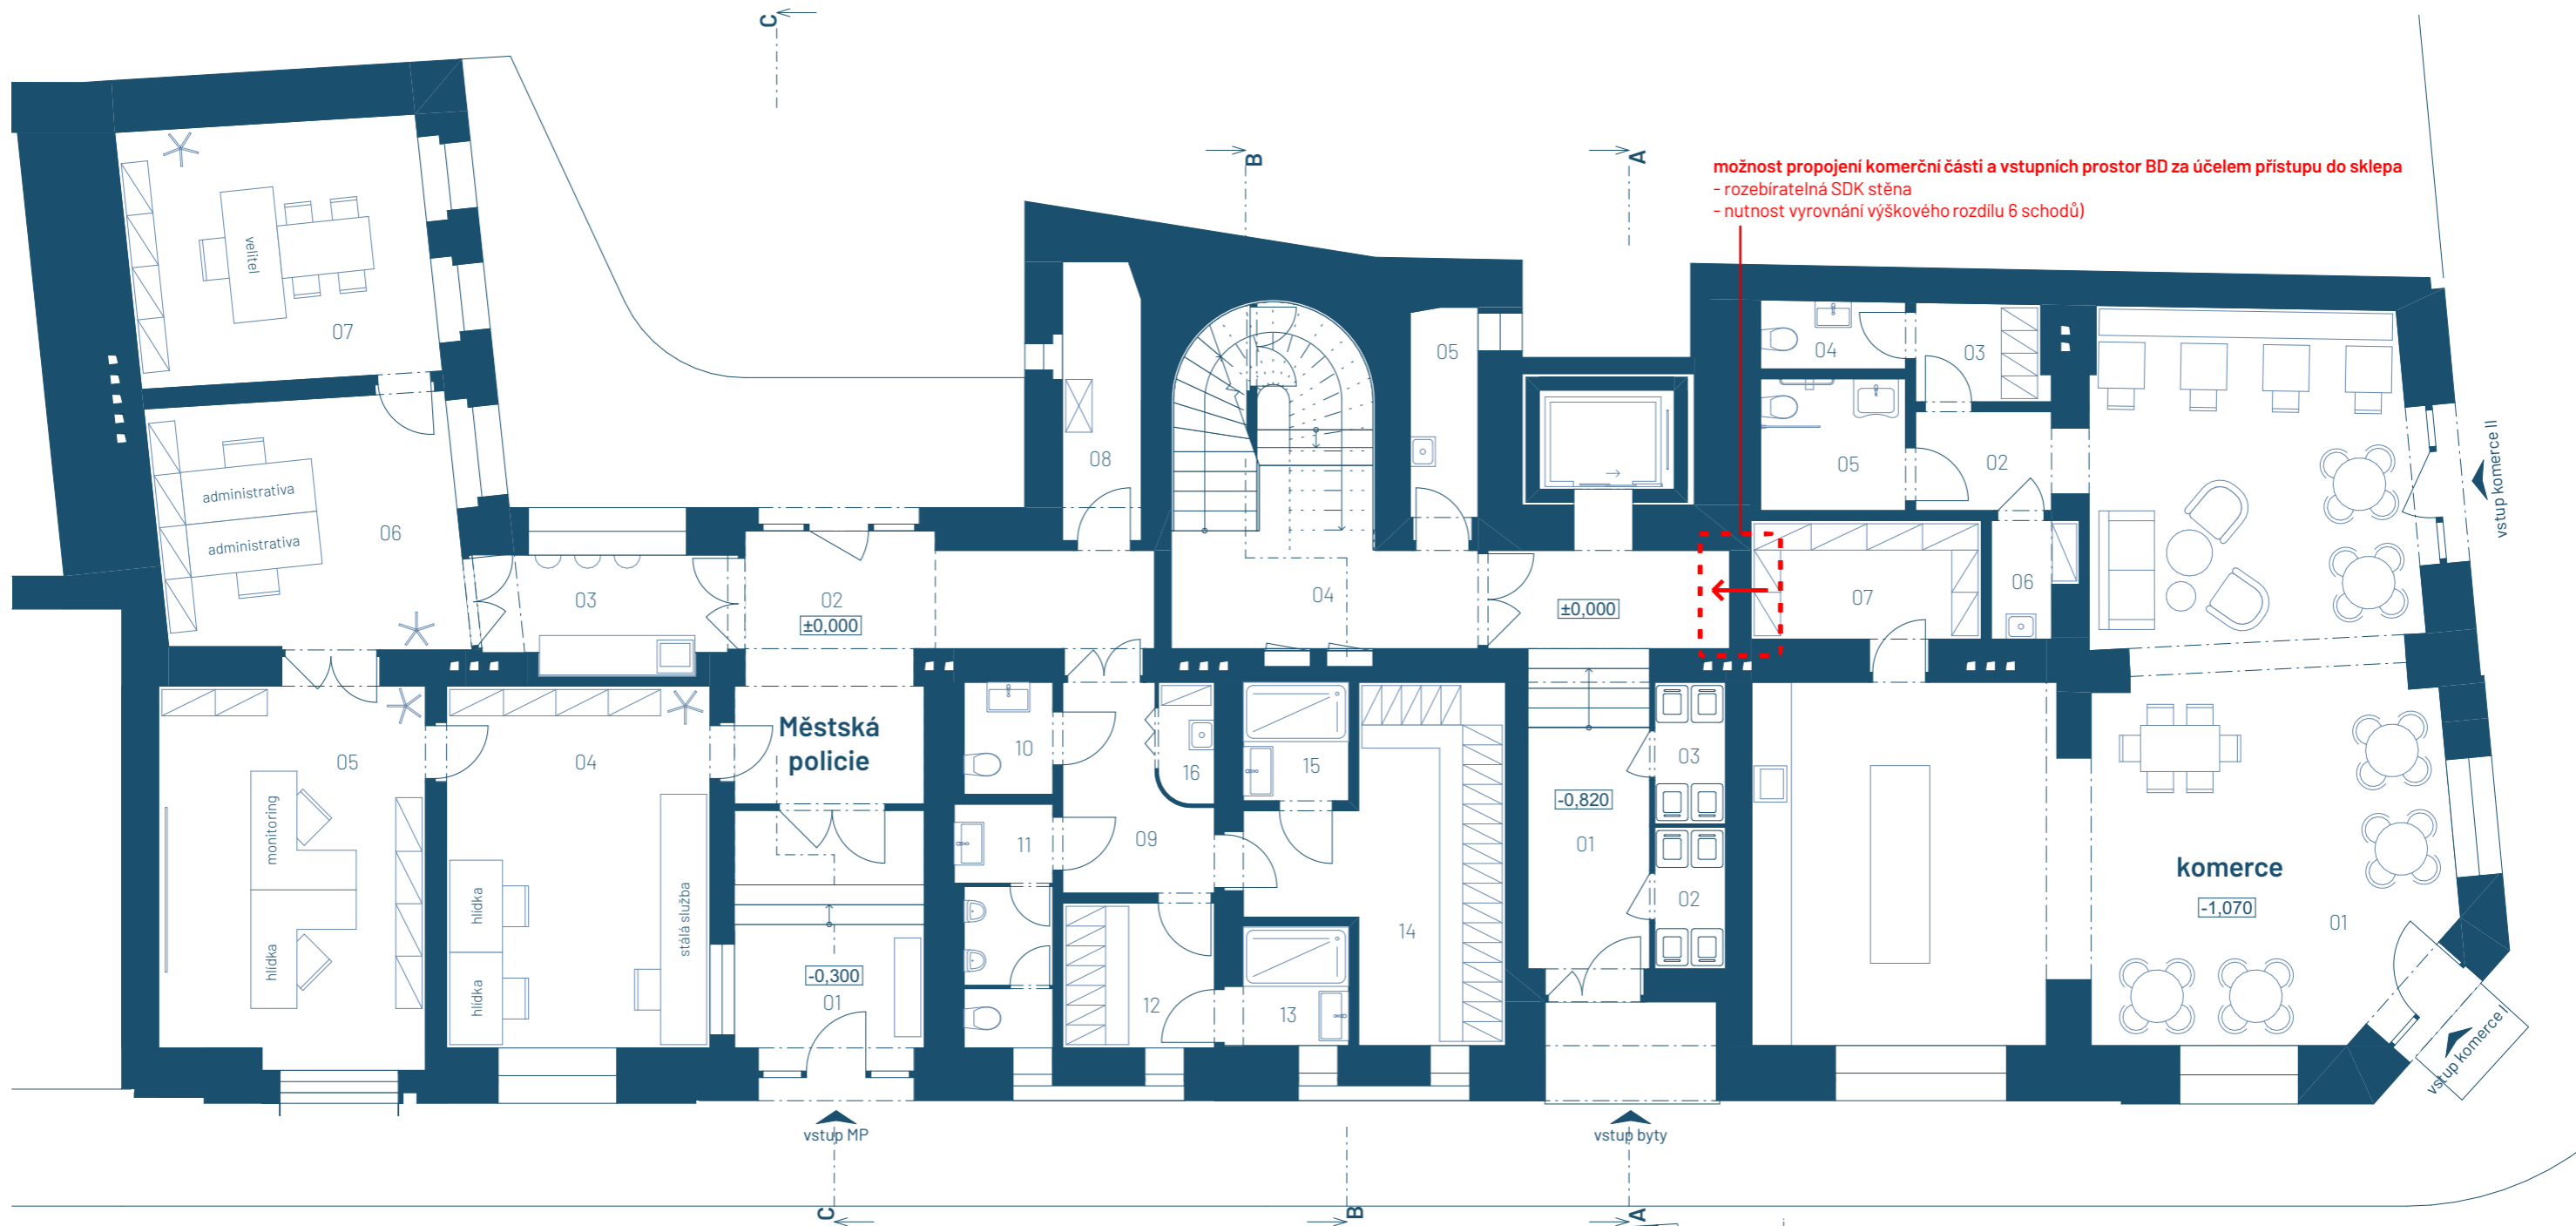 C
B
A
možnost propojení komerční části a vstupních prostor BD za účelem přístupu do sklepa
- rozebíratelná SDK stěna
- nutnost vyrovnání výškového rozdílu 6 schodů)
velitel
07
administrativa
administrativa
06
03
02
±0,000
08
04
05
±0,000
04
03
05
02
07
06
vstup komerce II
05
monitoring
hlídka
04
hlídka
hlídka
stálá služba
Městská
policie
-0,300
01
10
11
09
16
12
13
15
14
-0,820
01
03
02
komerce
-1,070
01
vstup komerce I
vstup MP
vstup byty
C
B
A